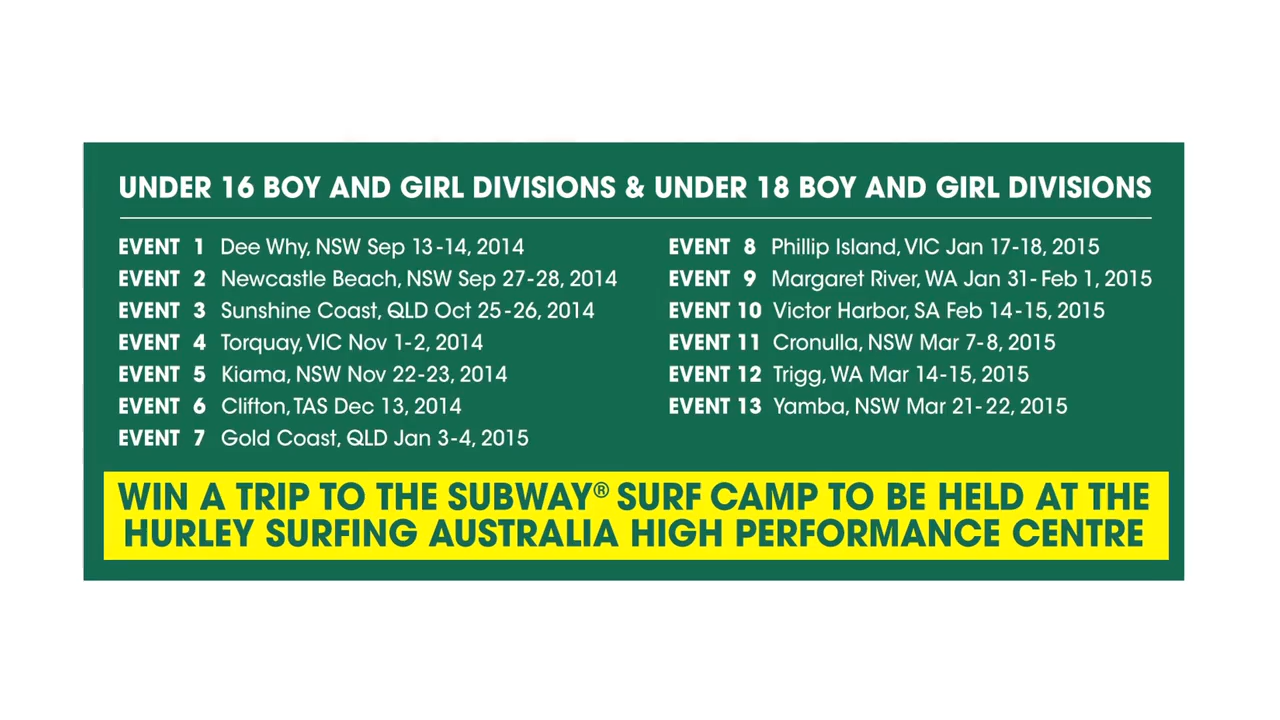 UNDER 16 BOY AND GIRL DIVISIONS & UNDER 18 BOY AND GIRL DIVISIONS
EVENT 1 Dee Why, NSW Sep 13-14, 2014
EVENT 2 Newcastle Beach, NSW Sep 27-28, 2014
EVENT 3 Sunshine Coast, QLD Oct 25-26, 2014
EVENT 4 Torquay, VIC Nov 1-2, 2014
EVENT 5 Kiama, NSW Nov 22-23, 2014
EVENT 6 Clifton, TAS Dec 13, 2014
EVENT 7 Gold Coast, QLD Jan 3-4, 2015
EVENT 8 Phillip Island, VIC Jan 17-18, 2015
EVENT 9 Margaret River, WA Jan 31-Feb 1, 2015
EVENT 10 Victor Harbor, SA Feb 14-15, 2015
EVENT 11 Cronulla, NSW Mar 7-8, 2015
EVENT 12 Trigg, WA Mar 14-15, 2015
EVENT 13 Yamba, NSW Mar 21-22, 2015
WIN A TRIP TO THE SUBWAY® SURF CAMP TO BE HELD AT THE
HURLEY SURFING AUSTRALIA HIGH PERFORMANCE CENTRE